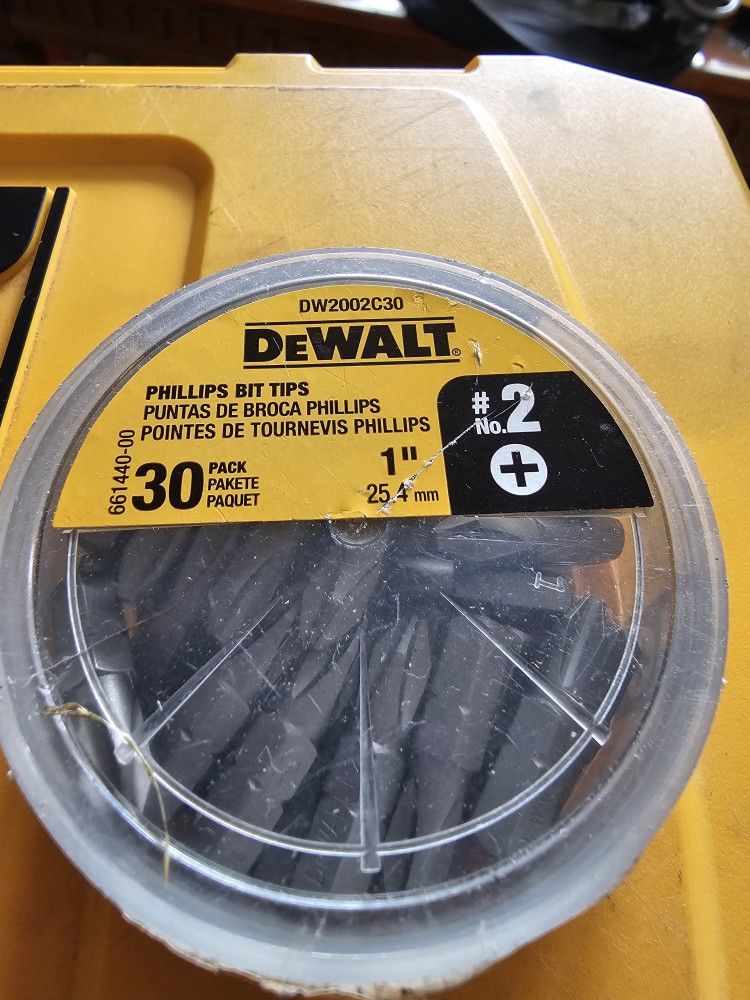 DW2002C30
DEWALT®
PHILLIPS BIT TIPS
PUNTAS DE BROCA PHILLIPS
POINTES DE TOURNEVIS PHILLIPS
661440-00
30 PACK
PAKETE
PAQUET
1"
25,4 mm
# 2
No.